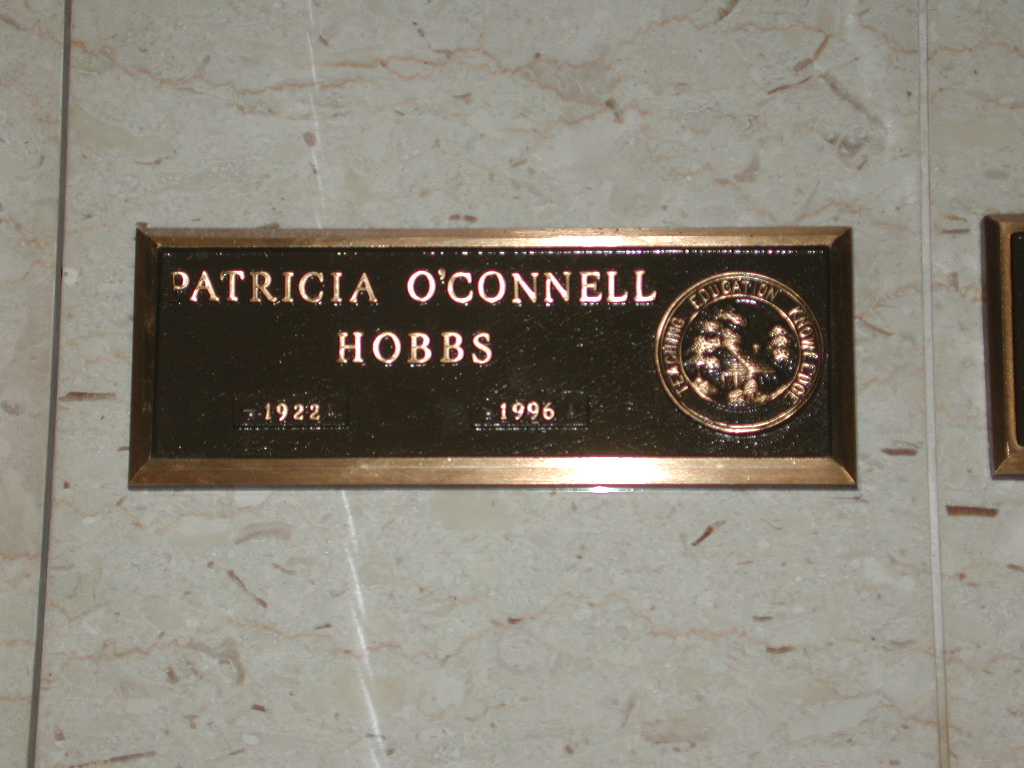 PATRICIA O'CONNELL
HOBBS
1922 1996
TEACHING EDUCATION KNOWLEDGE